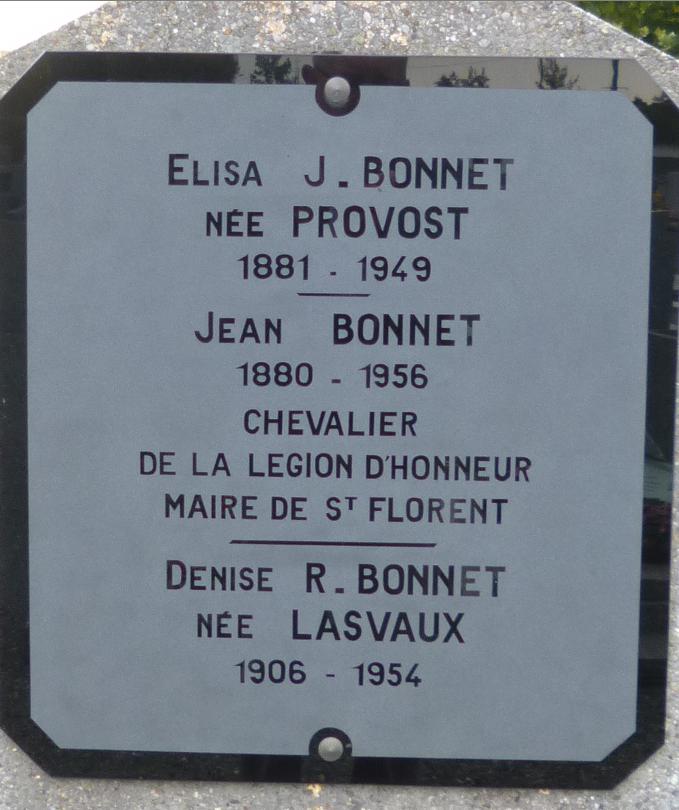 ELISA J. BONNET
NÉE PROVOST
1881 - 1949
JEAN BONNET
1880 - 1956
CHEVALIER
DE LA LEGION D'HONNEUR
MAIRE DE ST FLORENT
DENISE R. BONNET
NÉE LASVAUX
1906 - 1954